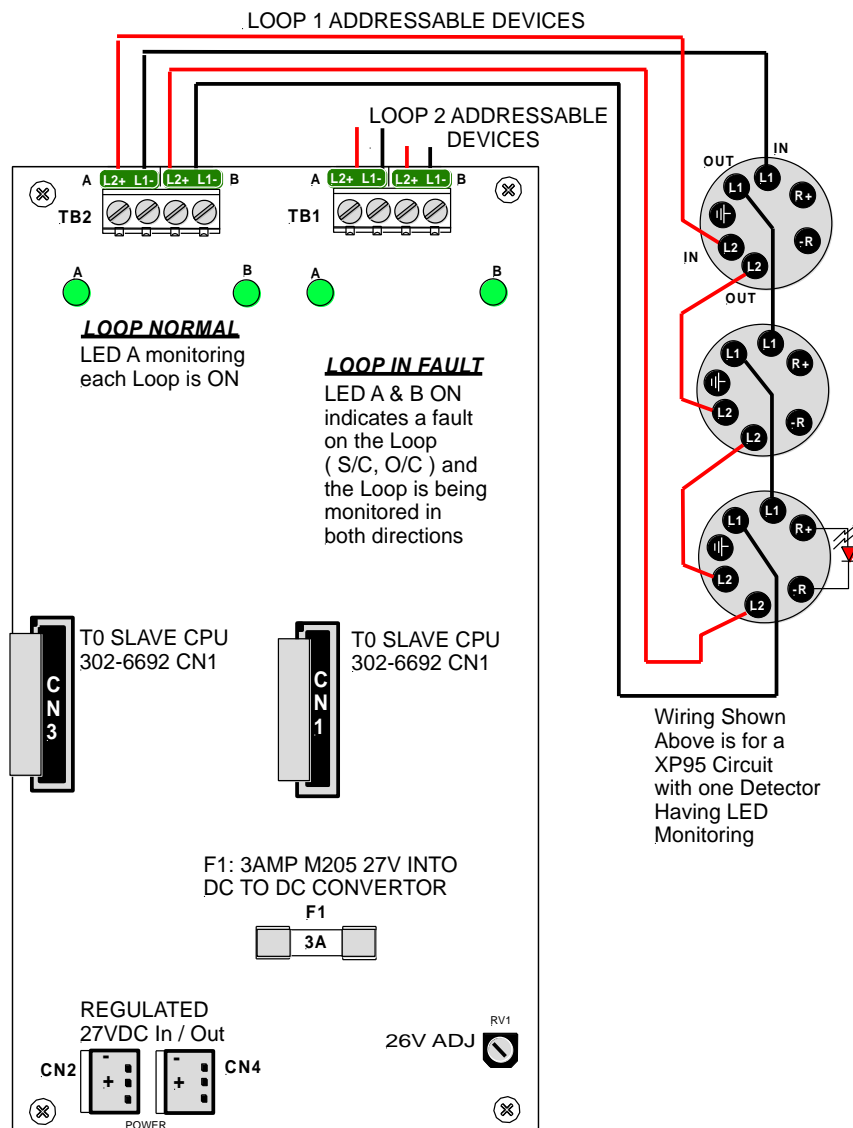 LOOP 1 ADDRESSABLE DEVICES
LOOP 2 ADDRESSABLE
DEVICES
A L2+ L1- L2+ L1- B
TB2
A L2+ L1- L2+ L1- B
TB1
A
B
A
B
LOOP NORMAL
LED A monitoring
each Loop is ON
LOOP IN FAULT
LED A & B ON
indicates a fault
on the Loop
( S/C, O/C ) and
the Loop is being
monitored in
both directions
IN
OUT
L1
L1
R+
-R
L2
IN
L2
OUT
L1
L1
R+
L2
-R
L2
L1
L1
R+
L2
-R
L2
T0 SLAVE CPU
302-6692 CN1
CN3
T0 SLAVE CPU
302-6692 CN1
CN1
Wiring Shown
Above is for a
XP95 Circuit
with one Detector
Having LED
Monitoring
F1: 3AMP M205 27V INTO
DC TO DC CONVERTOR
F1
3A
REGULATED
27VDC In / Out
CN2
- +
- +
CN4
POWER
RV1
26V ADJ